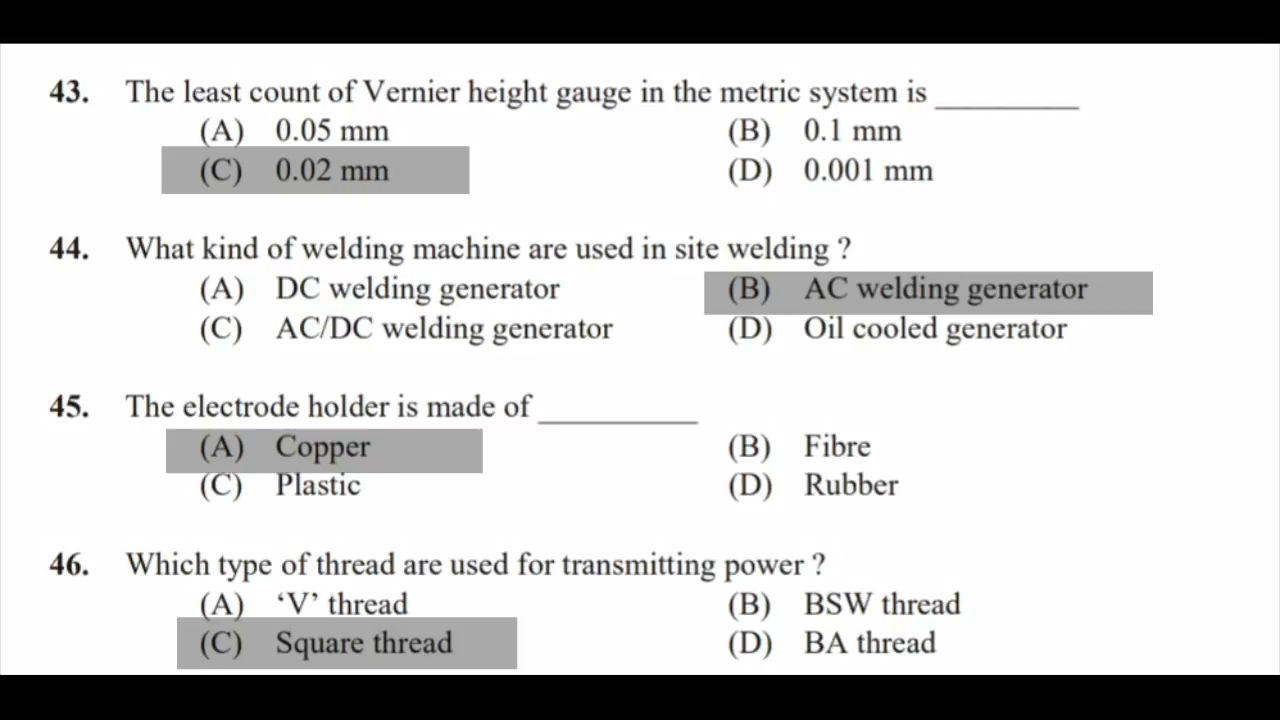 43. The least count of Vernier height gauge in the metric system is __________
(A) 0.05 mm (B) 0.1 mm
(C) 0.02 mm (D) 0.001 mm
44. What kind of welding machine are used in site welding ?
(A) DC welding generator (B) AC welding generator
(C) AC/DC welding generator (D) Oil cooled generator
45. The electrode holder is made of __________
(A) Copper (B) Fibre
(C) Plastic (D) Rubber
46. Which type of thread are used for transmitting power ?
(A) ‘V’ thread (B) BSW thread
(C) Square thread (D) BA thread